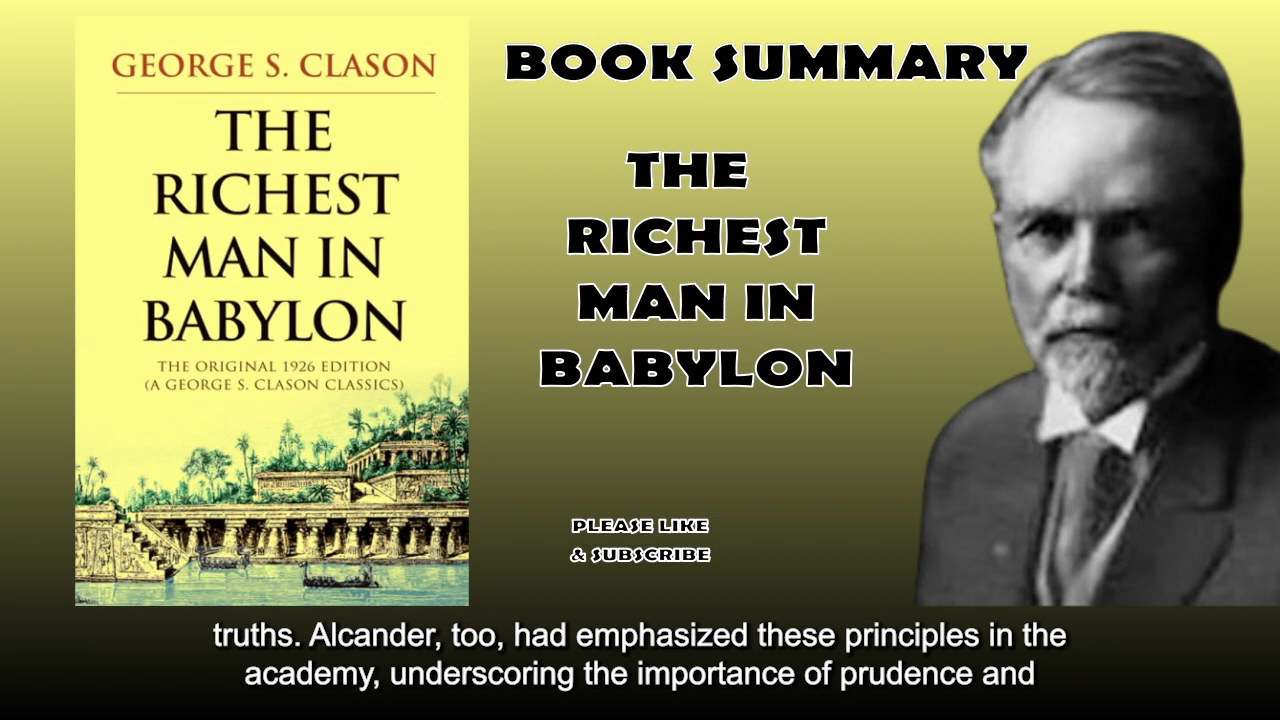 GEORGE S. CLASON
THE
RICHEST
MAN IN
BABYLON
THE ORIGINAL 1926 EDITION
(A GEORGE S. CLASON CLASSICS)
BOOK SUMMARY
THE
RICHEST
MAN IN
BABYLON
PLEASE LIKE
& SUBSCRIBE
truths. Alcander, too, had emphasized these principles in the
academy, underscoring the importance of prudence and